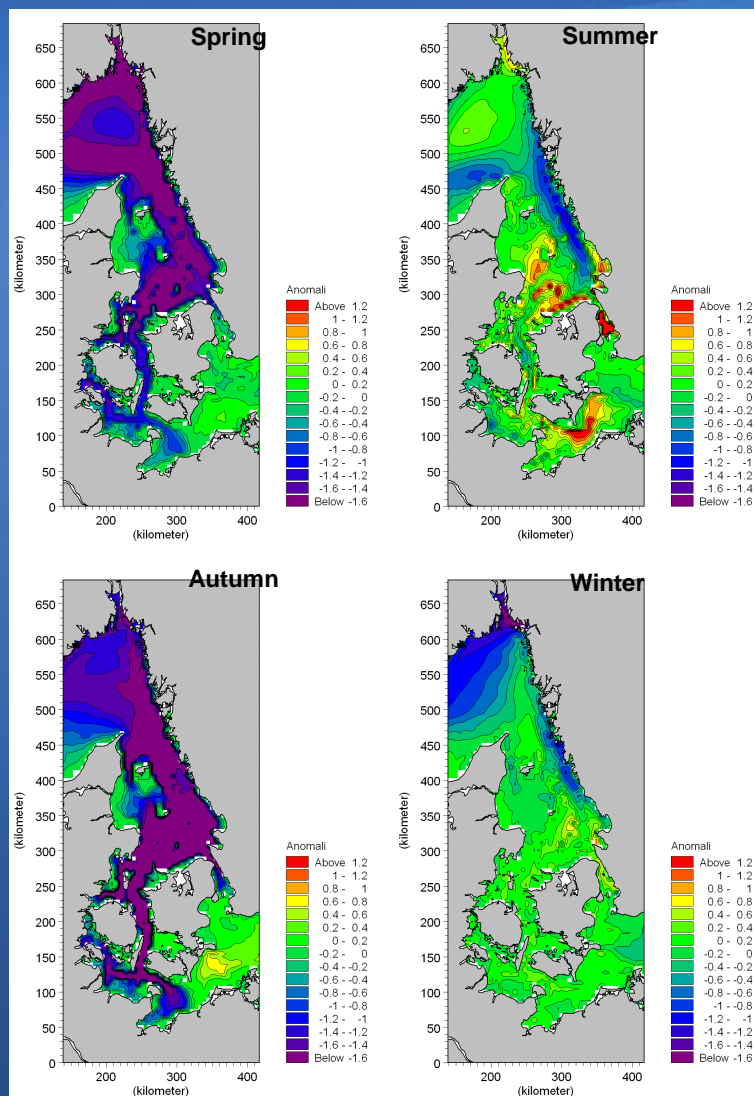 Spring
650
600
550
500
450
400
350
300
250
200
150
100
50
0
(kilometer)
200
300
400
(kilometer)
Anomali
Above 1.2
1 - 1.2
0.8 - 1
0.6 - 0.8
0.4 - 0.6
0.2 - 0.4
0 - 0.2
-0.2 - 0
-0.4 - -0.2
-0.6 - -0.4
-0.8 - -0.6
-1 - -0.8
-1.2 - -1
-1.4 - -1.2
-1.6 - -1.4
Below -1.6
Summer
650
600
550
500
450
400
350
300
250
200
150
100
50
0
(kilometer)
200
300
400
(kilometer)
Anomali
Above 1.2
1 - 1.2
0.8 - 1
0.6 - 0.8
0.4 - 0.6
0.2 - 0.4
0 - 0.2
-0.2 - 0
-0.4 - -0.2
-0.6 - -0.4
-0.8 - -0.6
-1 - -0.8
-1.2 - -1
-1.4 - -1.2
-1.6 - -1.4
Below -1.6
Autumn
650
600
550
500
450
400
350
300
250
200
150
100
50
0
(kilometer)
200
300
400
(kilometer)
Anomali
Above 1.2
1 - 1.2
0.8 - 1
0.6 - 0.8
0.4 - 0.6
0.2 - 0.4
0 - 0.2
-0.2 - 0
-0.4 - -0.2
-0.6 - -0.4
-0.8 - -0.6
-1 - -0.8
-1.2 - -1
-1.4 - -1.2
-1.6 - -1.4
Below -1.6
Winter
650
600
550
500
450
400
350
300
250
200
150
100
50
0
(kilometer)
200
300
400
(kilometer)
Anomali
Above 1.2
1 - 1.2
0.8 - 1
0.6 - 0.8
0.4 - 0.6
0.2 - 0.4
0 - 0.2
-0.2 - 0
-0.4 - -0.2
-0.6 - -0.4
-0.8 - -0.6
-1 - -0.8
-1.2 - -1
-1.4 - -1.2
-1.6 - -1.4
Below -1.6